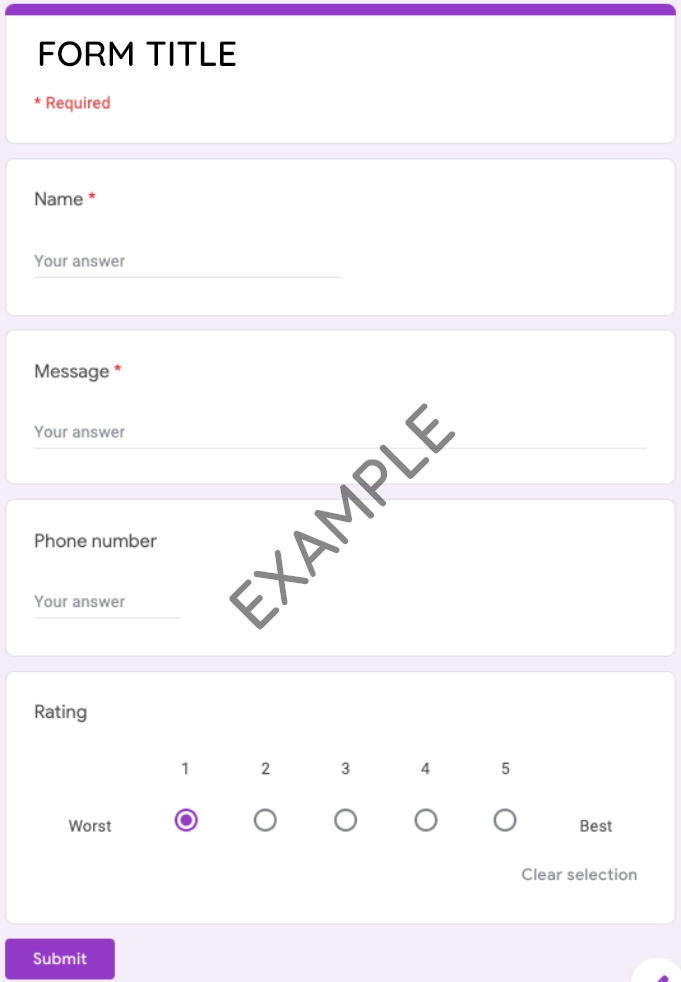 FORM TITLE
* Required
Name *
Your answer
Message *
Your answer
EXAMPLE
Phone number
Your answer
Rating
1 2 3 4 5
Worst Best
Clear selection
Submit